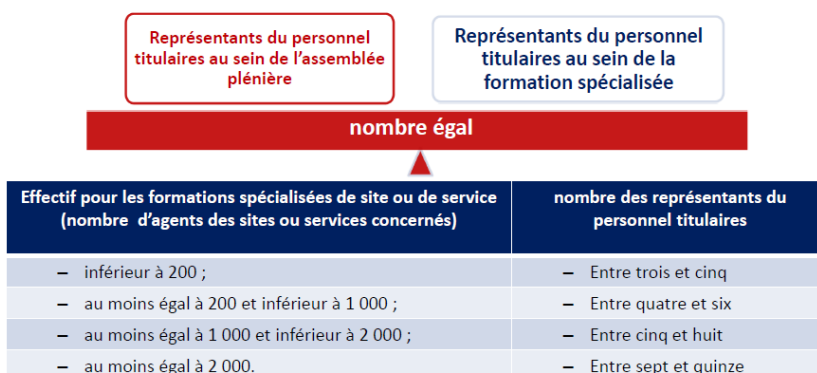 Représentants du personnel
titulaires au sein de l'assemblée
plénière
Représentants du personnel
titulaires au sein de la
formation spécialisée
nombre égal
Effectif pour les formations spécialisées de site ou de service
(nombre d'agents des sites ou services concernés)
nombre des représentants du
personnel titulaires
– inférieur à 200 ;
– Entre trois et cinq
– au moins égal à 200 et inférieur à 1 000 ;
– Entre quatre et six
– au moins égal à 1 000 et inférieur à 2 000 ;
– Entre cinq et huit
– au moins égal à 2 000.
– Entre sept et quinze